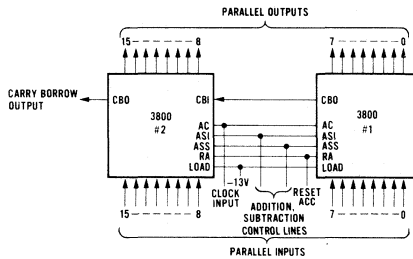 PARALLEL OUTPUTS
15 8 7 0
CARRY BORROW
OUTPUT
CBO CBI CBO
3800
#2
3800
#1
AC AC
ASI ASI
ASS ASS
RA RA
LOAD LOAD
-13V
CLOCK
INPUT
RESET
ACC
ADDITION,
SUBTRACTION
CONTROL LINES
15 8 7 0
PARALLEL INPUTS